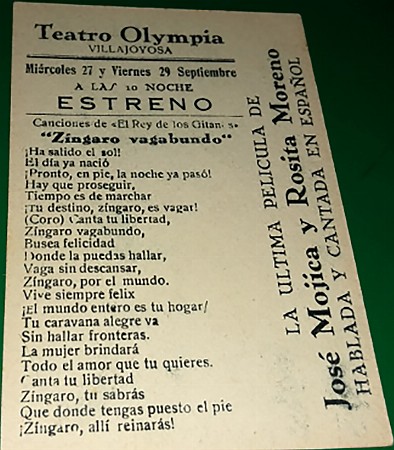 Teatro Olympia
VILLAJOYOSA
Miércoles 27 y Viernes 29 Septiembre
A LAS 10 NOCHE
ESTRENO
Canciones de «El Rey de los Gitanos»
"Zíngaro vagabundo"
¡Ha salido el sol!
El día ya nació
¡Pronto, en pie, la noche ya pasó!
Hay que proseguir,
Tiempo es de marchar
¡Tu destino, zíngaro, es vagar!
(Coro) Canta tu libertad,
Zíngaro vagabundo,
Busca felicidad
Donde la puedas hallar,
Vaga sin descansar,
Zíngaro, por el mundo.
Vive siempre felix
¡El mundo entero es tu hogar!
Tu caravana alegre va
Sin hallar fronteras.
La mujer brindará
Todo el amor que tu quieres.
Canta tu libertad
Zíngaro, tu sabrás
Que donde tengas puesto el pie
¡Zíngaro, allí reinarás!
LA ULTIMA PELICULA DE
José Mojica y Rosita Moreno
HABLADA Y CANTADA EN ESPAÑOL